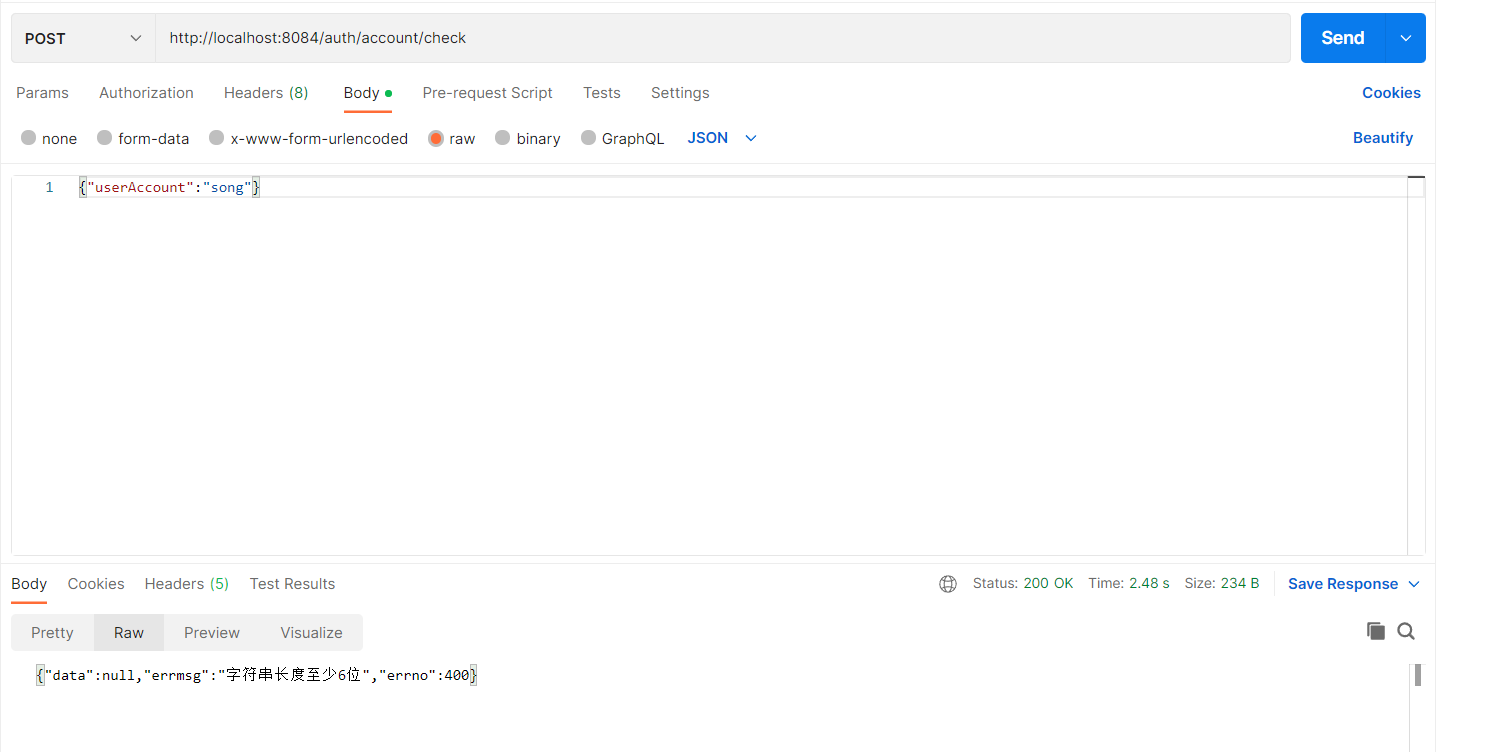 POST http://localhost:8084/auth/account/check Send
Params Authorization Headers (8) Body Pre-request Script Tests Settings Cookies
none form-data x-www-form-urlencoded raw binary GraphQL JSON Beautify
1 {"userAccount":"song"}
Body Cookies Headers (5) Test Results Status: 200 OK Time: 2.48 s Size: 234 B Save Response
Pretty Raw Preview Visualize
{"data":null,"errmsg":"字符串长度至少6位","errno":400}